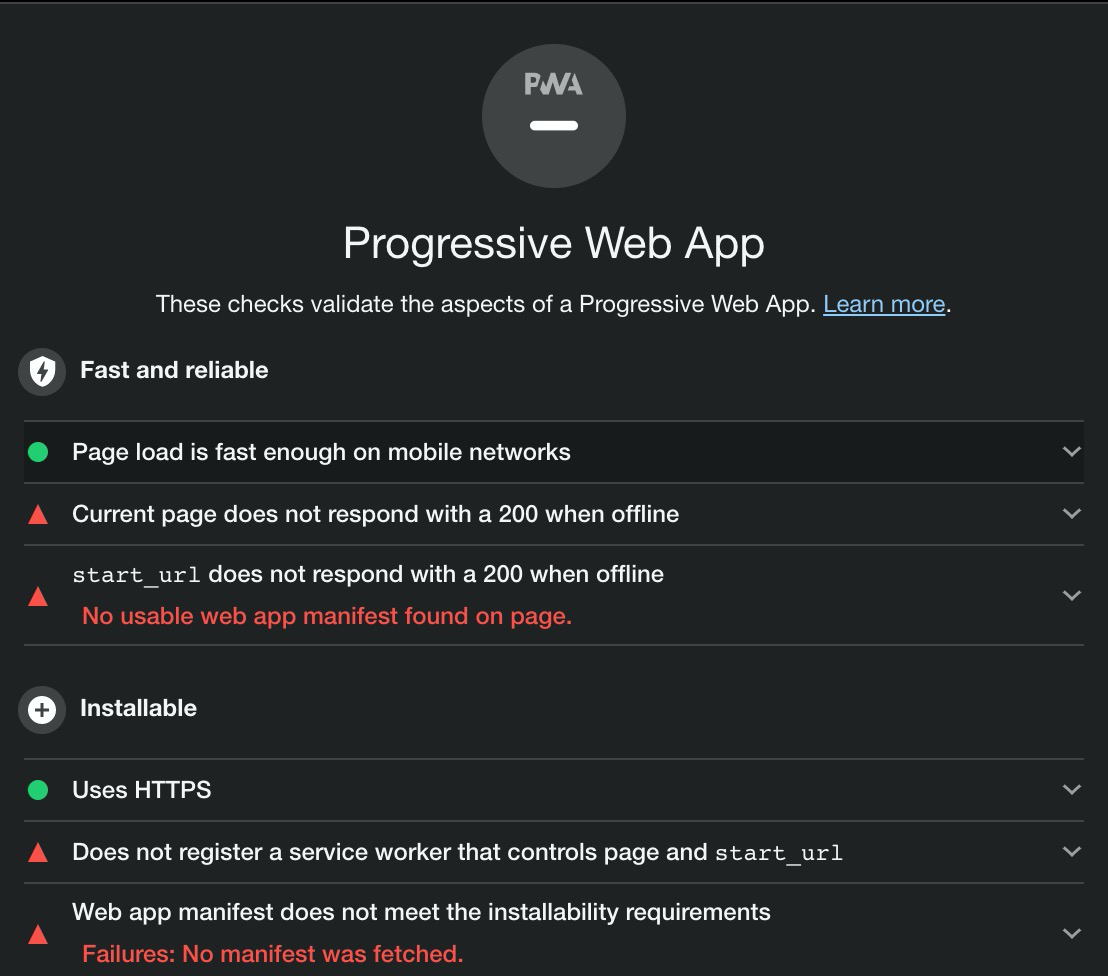 PWA
Progressive Web App
These checks validate the aspects of a Progressive Web App. Learn more.
Fast and reliable
Page load is fast enough on mobile networks
Current page does not respond with a 200 when offline
start_url does not respond with a 200 when offline
No usable web app manifest found on page.
Installable
Uses HTTPS
Does not register a service worker that controls page and start_url
Web app manifest does not meet the installability requirements
Failures: No manifest was fetched.